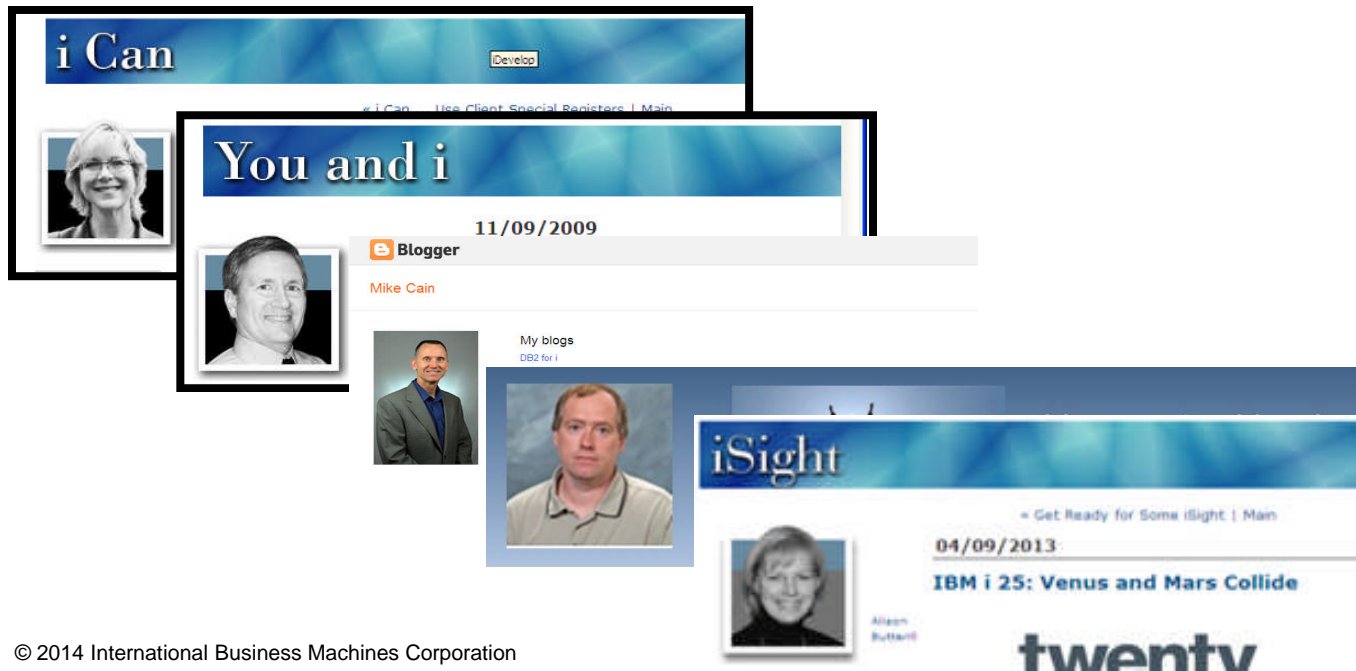 i Can
iDevelop
« i Can ... Use Client Special Registers | Main
You and i
11/09/2009
Blogger
Mike Cain
My blogs
DB2 for i
iSight
« Get Ready for Some iSight | Main
04/09/2013
IBM i 25: Venus and Mars Collide
Alison
Butterill
twenty
© 2014 International Business Machines Corporation